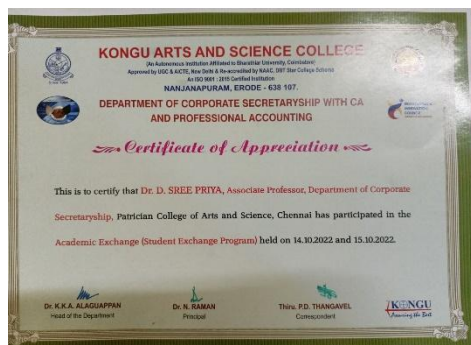 KONGU ARTS AND SCIENCE COLLEGE
(An Autonomous Institution Affiliated to Bharathiar University, Coimbatore)
Approved by UGC & AICTE, New Delhi & Re-accredited by NAAC, DBT Star College Scheme
An ISO 9001 : 2015 Certified Institution
NANJANAPURAM, ERODE - 638 107.
DEPARTMENT OF CORPORATE SECRETARYSHIP WITH CA
AND PROFESSIONAL ACCOUNTING
Certificate of Appreciation
This is to certify that Dr. D. SREE PRIYA, Associate Professor, Department of Corporate
Secretaryship, Patrician College of Arts and Science, Chennai has participated in the
Academic Exchange (Student Exchange Program) held on 14.10.2022 and 15.10.2022.
Dr. K.K.A. ALAGUAPPAN
Head of the Department
Dr. N. RAMAN
Principal
Thiru. P.D. THANGAVEL
Correspondent
KONGU